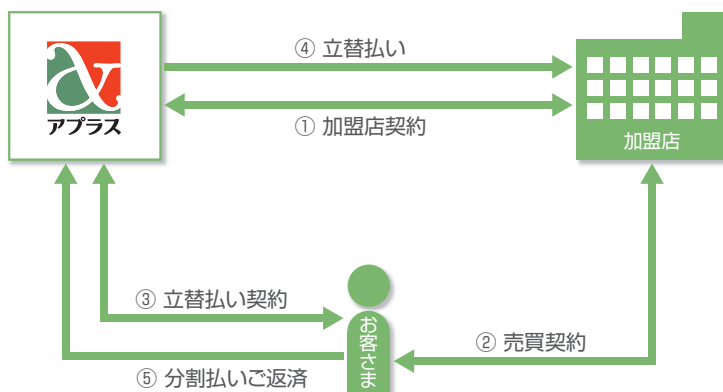 ④ 立替払い
& アプラス
① 加盟店契約
加盟店
③ 立替払い契約
お客さま
② 売買契約
⑤ 分割払いご返済